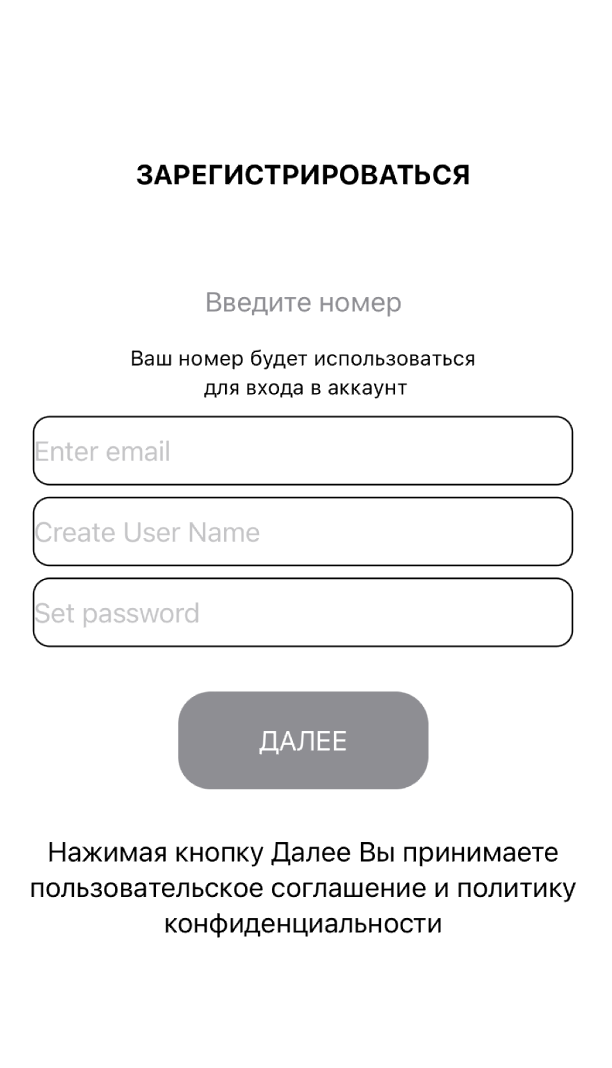 ЗАРЕГИСТРИРОВАТЬСЯ
Введите номер
Ваш номер будет использоваться
для входа в аккаунт
Enter email
Create User Name
Set password
ДАЛЕЕ
Нажимая кнопку Далее Вы принимаете
пользовательское соглашение и политику
конфиденциальности